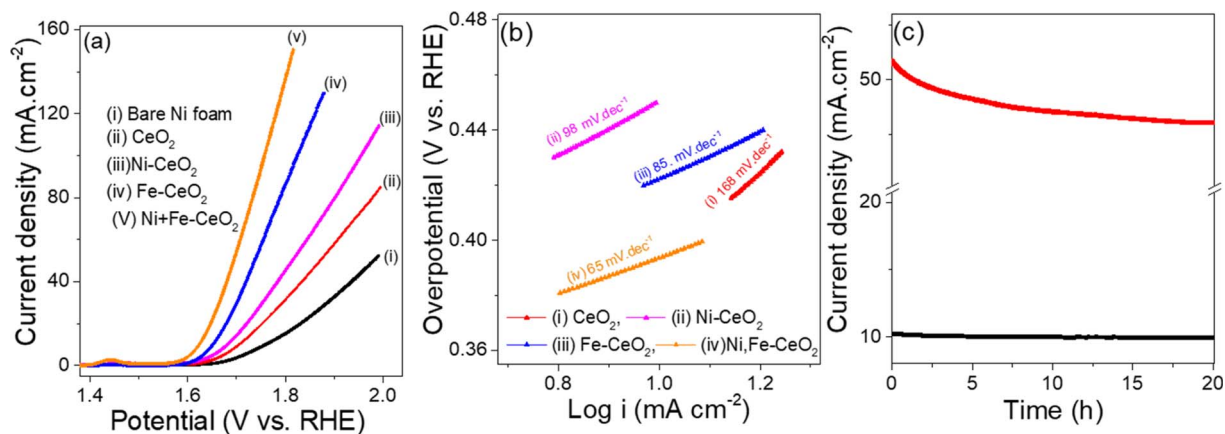 (a)
Current density (mA.cm⁻²)
160
120
80
40
0
1.4
1.6
1.8
2.0
Potential (V vs. RHE)
(v)
(iv)
(iii)
(ii)
(i)
(i) Bare Ni foam
(ii) CeO₂
(iii)Ni-CeO₂
(iv) Fe-CeO₂
(V) Ni+Fe-CeO₂
(b)
Overpotential (V vs. RHE)
0.48
0.44
0.40
0.36
0.8
1.0
1.2
Log i (mA cm⁻²)
(ii) 98 mV.dec⁻¹
(iii) 85. mV.dec⁻¹
(i) 168 mV.dec⁻¹
(iv) 65 mV.dec⁻¹
(i) CeO₂, (ii) Ni-CeO₂
(iii) Fe-CeO₂, (iv)Ni,Fe-CeO₂
(c)
Current density (mA.cm⁻²)
50
20
10
0
5
10
15
20
Time (h)